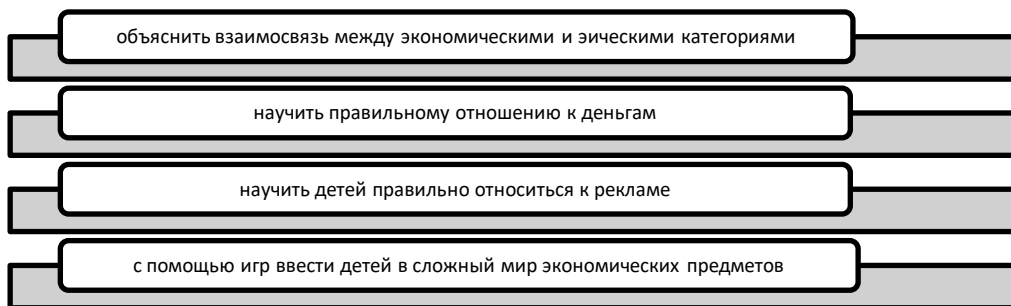 объяснить взаимосвязь между экономическими и эическими категориями
научить правильному отношению к деньгам
научить детей правильно относиться к рекламе
с помощью игр ввести детей в сложный мир экономических предметов